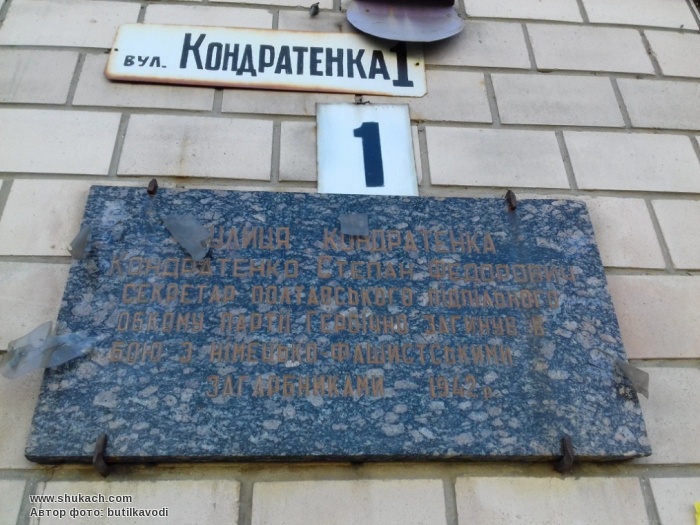 вул. КОНДРАТЕНКА 1
1
УЛИЦЯ КОНДРАТЕНКА
КОНДРАТЕНКО СТЕПАН ФЕДОРОВИЧ
СЕКРЕТАР ПОЛТАВСЬКОГО ПІДПІЛЬНОГО
ОБКОМУ ПАРТІЇ ГЕРОЇЧНО ЗАГИНУВ В
БОЮ З НІМЕЦЬКО-ФАШИСТСЬКИМИ
ЗАГАРБНИКАМИ 1942 р.
www.shukach.com
Автор фото: butilkavodi